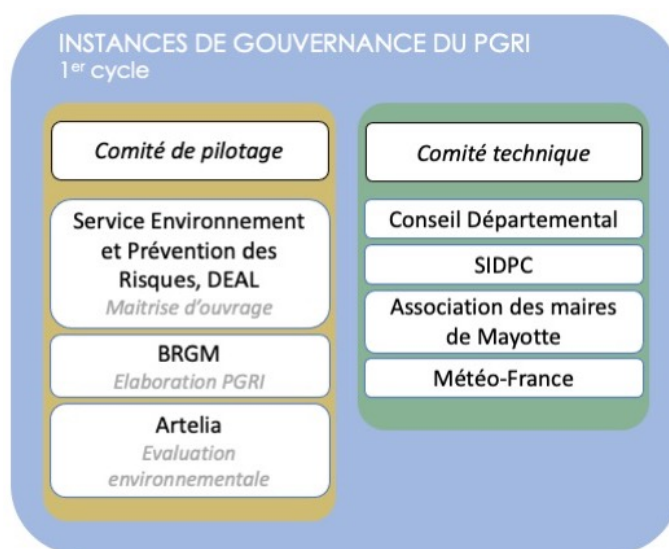 INSTANCES DE GOUVERNANCE DU PGRI
1er cycle
Comité de pilotage
Service Environnement
et Prévention des
Risques, DEAL
Maitrise d'ouvrage
BRGM
Elaboration PGRI
Artelia
Evaluation
environnementale
Comité technique
Conseil Départemental
SIDPC
Association des maires
de Mayotte
Météo-France